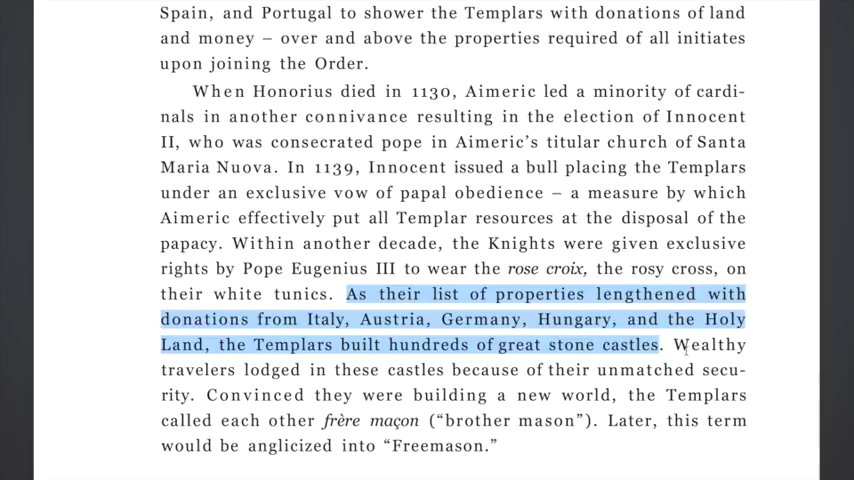 Spain, and Portugal to shower the Templars with donations of land
and money – over and above the properties required of all initiates
upon joining the Order.
When Honorius died in 1130, Aimeric led a minority of cardi-
nals in another connivance resulting in the election of Innocent
II, who was consecrated pope in Aimeric's titular church of Santa
Maria Nuova. In 1139, Innocent issued a bull placing the Templars
under an exclusive vow of papal obedience – a measure by which
Aimeric effectively put all Templar resources at the disposal of the
papacy. Within another decade, the Knights were given exclusive
rights by Pope Eugenius III to wear the rose croix, the rosy cross, on
their white tunics. As their list of properties lengthened with
donations from Italy, Austria, Germany, Hungary, and the Holy
Land, the Templars built hundreds of great stone castles. Wealthy
travelers lodged in these castles because of their unmatched secu-
rity. Convinced they were building a new world, the Templars
called each other frère maçon (“brother mason”). Later, this term
would be anglicized into “Freemason.”